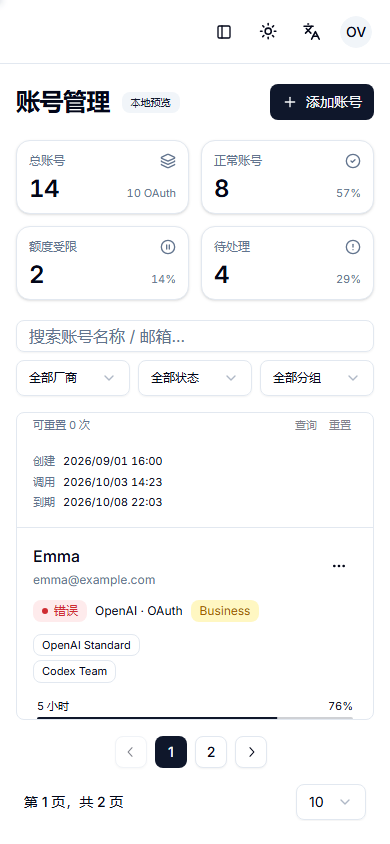 OV
账号管理 本地预览 添加账号
总账号
14 10 OAuth
正常账号
8 57%
额度受限
2 14%
待处理
4 29%
搜索账号名称 / 邮箱...
全部厂商 全部状态 全部分组
可重置 0 次 查询 重置
创建 2026/09/01 16:00
调用 2026/10/03 14:23
到期 2026/10/08 22:03
Emma
emma@example.com
错误 OpenAI · OAuth Business
OpenAI Standard
Codex Team
5 小时 76%
1 2
第 1 页，共 2 页 10